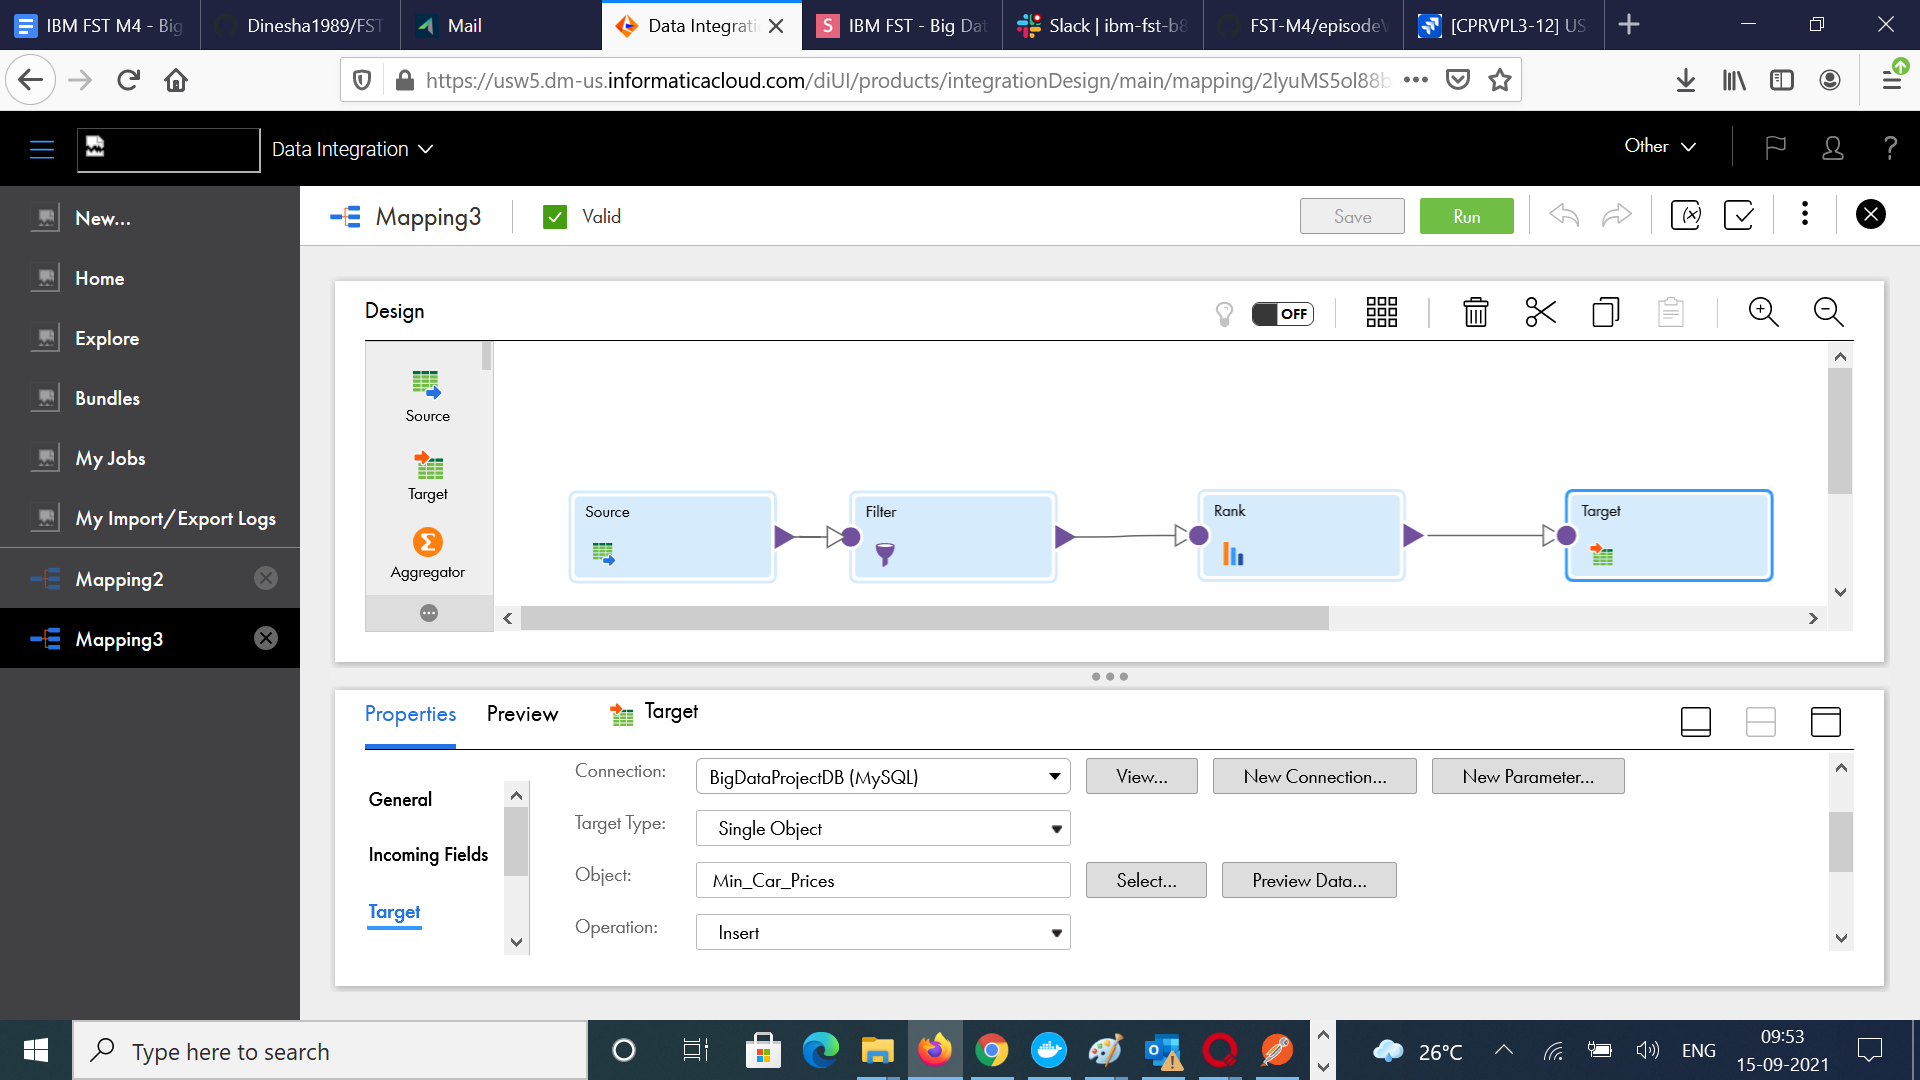 IBM FST M4 - Big
Dinesha1989/FST
Mail
Data Integrati
IBM FST - Big Dat
Slack | ibm-fst-b8
FST-M4/episodeV
[CPRVPL3-12] US
https://usw5.dm-us.informaticacloud.com/diUI/products/integrationDesign/main/mapping/2lyuMS5ol88b
Data Integration
Other
New...
Home
Explore
Bundles
My Jobs
My Import/Export Logs
Mapping2
Mapping3
Mapping3
Valid
Save
Run
Design
OFF
Source
Target
Aggregator
Source
Filter
Rank
Target
Properties
Preview
Target
General
Incoming Fields
Target
Connection:
BigDataProjectDB (MySQL)
View...
New Connection...
New Parameter...
Target Type:
Single Object
Object:
Min_Car_Prices
Select...
Preview Data...
Operation:
Insert
Type here to search
26°C
ENG
09:53
15-09-2021